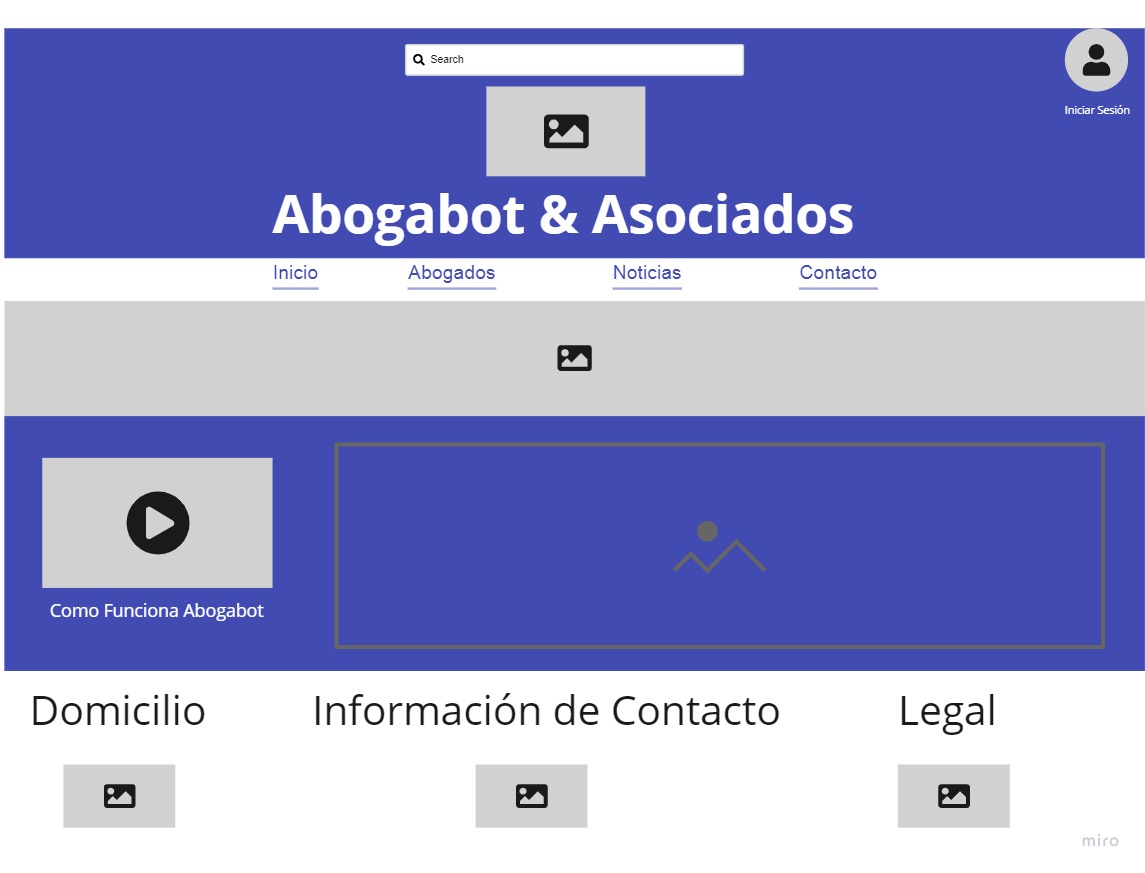 Search
Iniciar Sesión
Abogabot & Asociados
Inicio
Abogados
Noticias
Contacto
Como Funciona Abogabot
Domicilio
Información de Contacto
Legal
miro